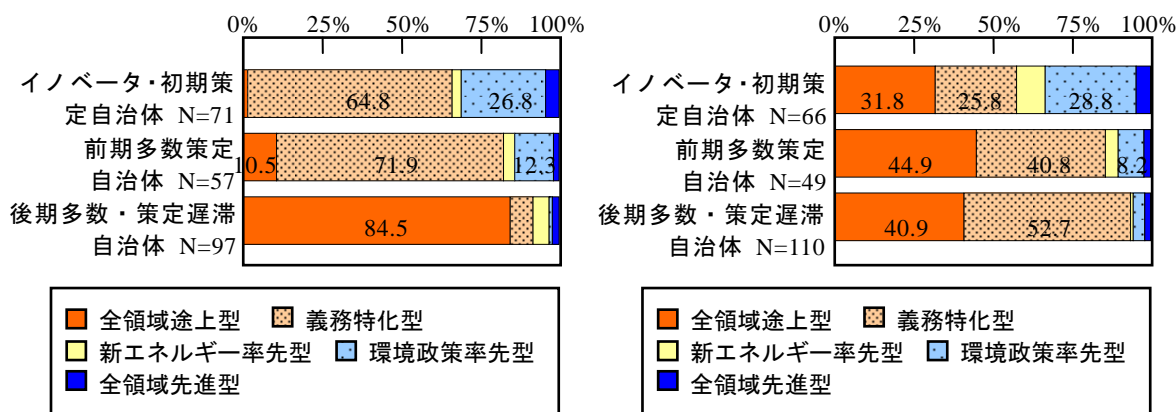 0% 25% 50% 75% 100%
イノベータ・初期策
定自治体 N=71
64.8 26.8
前期多数策定
自治体 N=57
10.5 71.9 12.3
後期多数・策定遅滞
自治体 N=97
84.5
全領域途上型 義務特化型
新エネルギー率先型 環境政策率先型
全領域先進型
0% 25% 50% 75% 100%
イノベータ・初期策
定自治体 N=66
31.8 25.8 28.8
前期多数策定
自治体 N=49
44.9 40.8 8.2
後期多数・策定遅滞
自治体 N=110
40.9 52.7
全領域途上型 義務特化型
新エネルギー率先型 環境政策率先型
全領域先進型